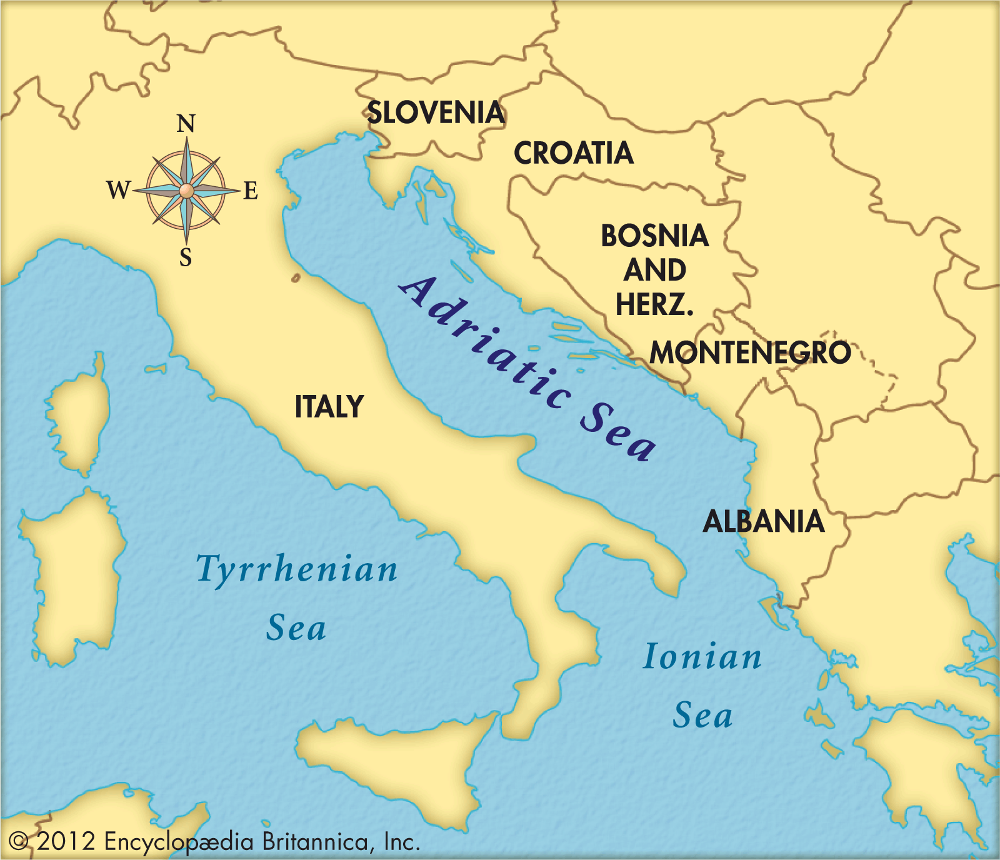 N
W
E
S
SLOVENIA
CROATIA
BOSNIA
AND
HERZ.
MONTENEGRO
Adriatic Sea
ITALY
ALBANIA
Tyrrhenian
Sea
Ionian
Sea
© 2012 Encyclopædia Britannica, Inc.